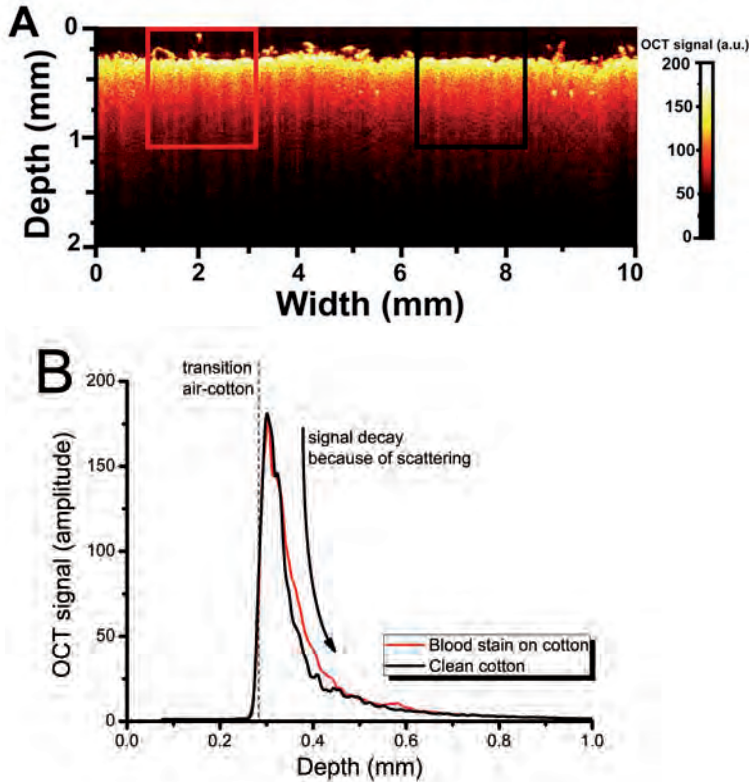 A
0
1
2
Depth (mm)
0 2 4 6 8 10
Width (mm)
OCT signal (a.u.)
200
150
100
50
0
B
transition
air-cotton
signal decay
because of scattering
200
150
100
50
0
OCT signal (amplitude)
Blood stain on cotton
Clean cotton
0.0 0.2 0.4 0.6 0.8 1.0
Depth (mm)